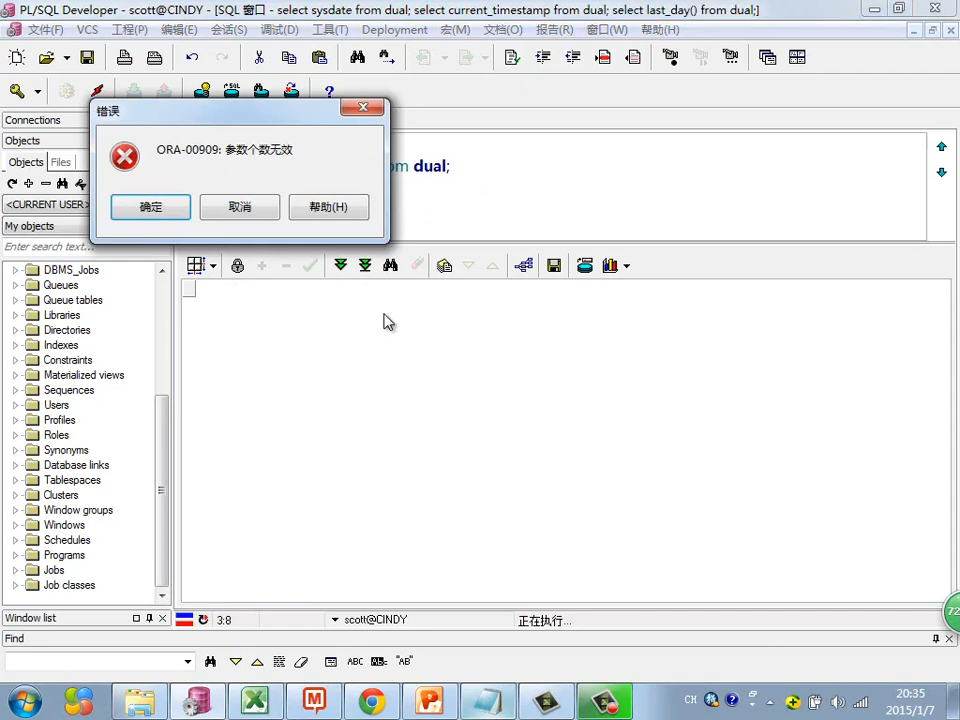 PL/SQL Developer - scott@CINDY - [SQL 窗口 - select sysdate from dual; select current_timestamp from dual; select last_day() from dual;]
文件(F) VCS 工程(P) 编辑(E) 会话(S) 调试(D) 工具(T) Deployment 宏(M) 文档(O) 报告(R) 窗口(W) 帮助(H)
SQL
错误
ORA-00909: 参数个数无效
确定 取消 帮助(H)
om dual;
Connections
Objects
Objects Files
<CURRENT USER>
My objects
Enter search text...
DBMS_Jobs
Queues
Queue tables
Libraries
Directories
Indexes
Constraints
Materialized views
Sequences
Users
Profiles
Roles
Synonyms
Database links
Tablespaces
Clusters
Window groups
Windows
Schedules
Programs
Jobs
Job classes
Window list
3:8 scott@CINDY 正在执行...
Find
ABC "AB"
72
CH
20:35
2015/1/7